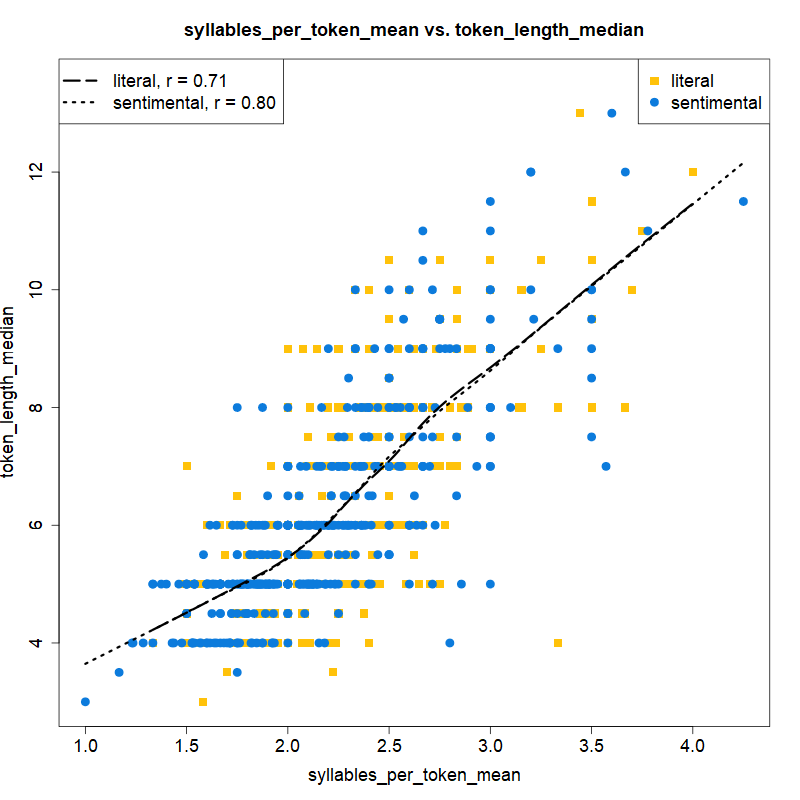 syllables_per_token_mean vs. token_length_median
literal, r = 0.71
sentimental, r = 0.80
literal
sentimental
token_length_median
12
10
8
6
4
1.0 1.5 2.0 2.5 3.0 3.5 4.0
syllables_per_token_mean